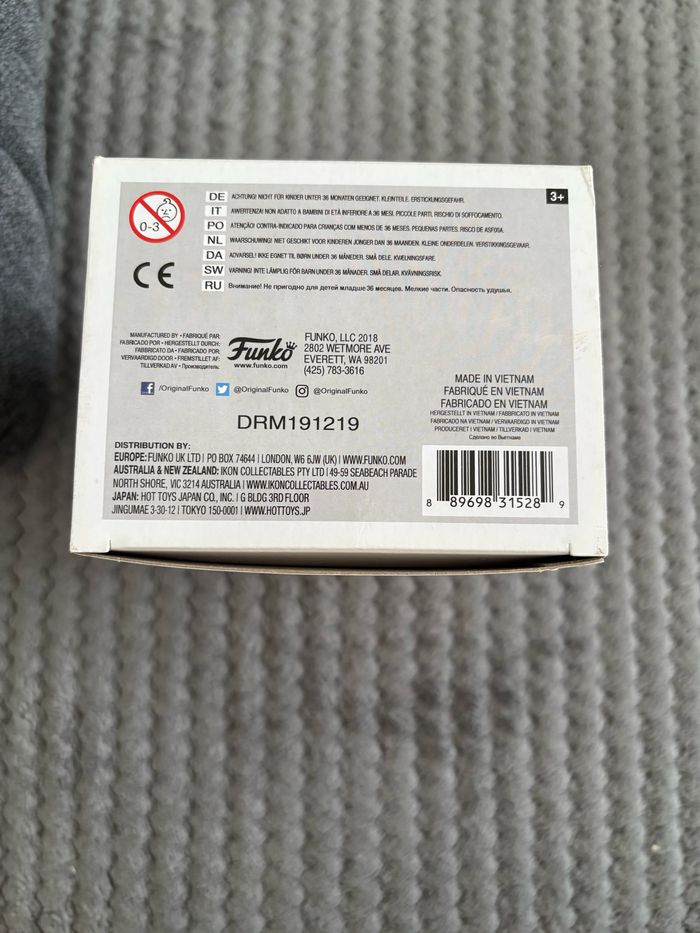 0-3
DE ACHTUNG! NICHT FÜR KINDER UNTER 36 MONATEN GEEIGNET. KLEINTEILE. ERSTICKUNGSGEFAHR.
IT AVVERTENZA! NON ADATTO A BAMBINI DI ETÀ INFERIORE A 36 MESI. PICCOLE PARTI, RISCHIO DI SOFFOCAMENTO.
PO ATENÇÃO! CONTRA-INDICADO PARA CRIANÇAS COM MENOS DE 36 MESES. PEQUENAS PARTES. RISCO DE ASFIXIA.
NL WAARSCHUWING! NIET GESCHIKT VOOR KINDEREN JONGER DAN 36 MAANDEN. KLEINE ONDERDELEN. VERSTIKKINGSGEVAAR.
DA ADVARSEL! IKKE EGNET TIL BØRN UNDER 36 MÅNEDER. SMÅ DELE. KVÆLNINGSFARE.
SW VARNING! INTE LÄMPLIG FÖR BARN UNDER 36 MÅNADER. SMÅ DELAR. KVÄVNINGSRISK.
RU Внимание! Не пригодно для детей младше 36 месяцев. Мелкие части. Опасность удушья.
3+
CE
MANUFACTURED BY • FABRIQUÉ PAR:
FABRICADO POR • HERGESTELLT DURCH:
FABBRICATO DA • FABRICADO POR:
VERVAARDIGD DOOR • FREMSTILLET AF:
TILLVERKAD AV • Производитель:
Funko
www.funko.com
FUNKO, LLC 2018
2802 WETMORE AVE
EVERETT, WA 98201
(425) 783-3616
/OriginalFunko @OriginalFunko @OriginalFunko
DRM191219
MADE IN VIETNAM
FABRIQUÉ EN VIETNAM
FABRICADO EN VIETNAM
HERGESTELLT IN VIETNAM / FABBRICATO IN VIETNAM
FABRICADO NA VIETNAM / VERVAARDIGD IN VIETNAM
PRODUCERET I VIETNAM / TILLVERKAD I VIETNAM
Сделано во Вьетнаме
DISTRIBUTION BY:
EUROPE: FUNKO UK LTD | PO BOX 74644 | LONDON, W6 6JW (UK) | WWW.FUNKO.COM
AUSTRALIA & NEW ZEALAND: IKON COLLECTABLES PTY LTD | 49-59 SEABEACH PARADE
NORTH SHORE, VIC 3214 AUSTRALIA | WWW.IKONCOLLECTABLES.COM.AU
JAPAN: HOT TOYS JAPAN CO., INC. | G BLDG 3RD FLOOR
JINGUMAE 3-30-12 | TOKYO 150-0001 | WWW.HOTTOYS.JP
8 89698 31528 9